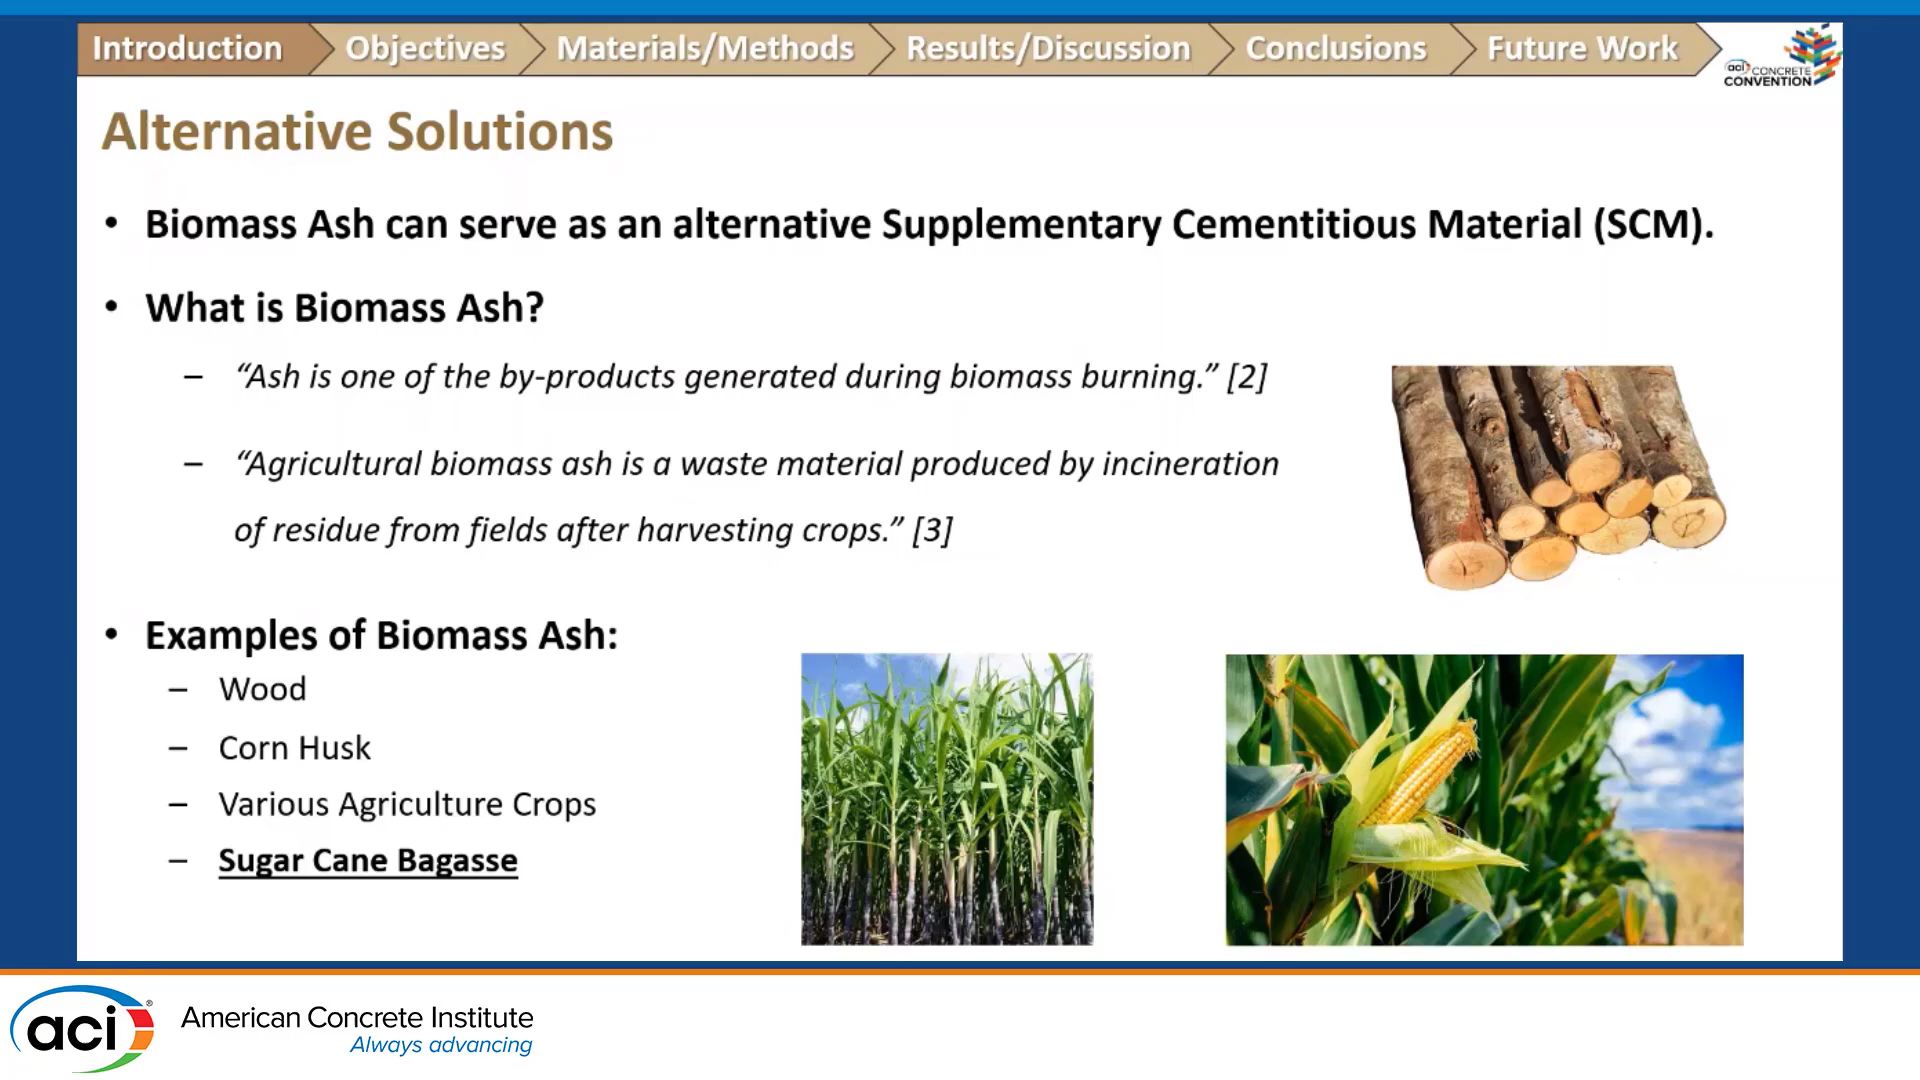 Introduction
Objectives
Materials/Methods
Results/Discussion
Conclusions
Future Work
aci CONCRETE
CONVENTION
Alternative Solutions
• Biomass Ash can serve as an alternative Supplementary Cementitious Material (SCM).
• What is Biomass Ash?
– “Ash is one of the by-products generated during biomass burning.” [2]
– “Agricultural biomass ash is a waste material produced by incineration
of residue from fields after harvesting crops.” [3]
• Examples of Biomass Ash:
– Wood
– Corn Husk
– Various Agriculture Crops
– Sugar Cane Bagasse
aci®
American Concrete Institute
Always advancing